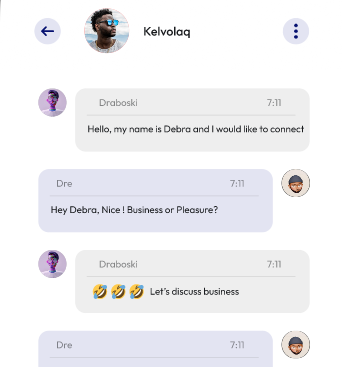 Kelvolaq
Draboski 7:11
Hello, my name is Debra and I would like to connect
Dre 7:11
Hey Debra, Nice ! Business or Pleasure?
Draboski 7:11
🤣 🤣 🤣 Let's discuss business
Dre 7:11